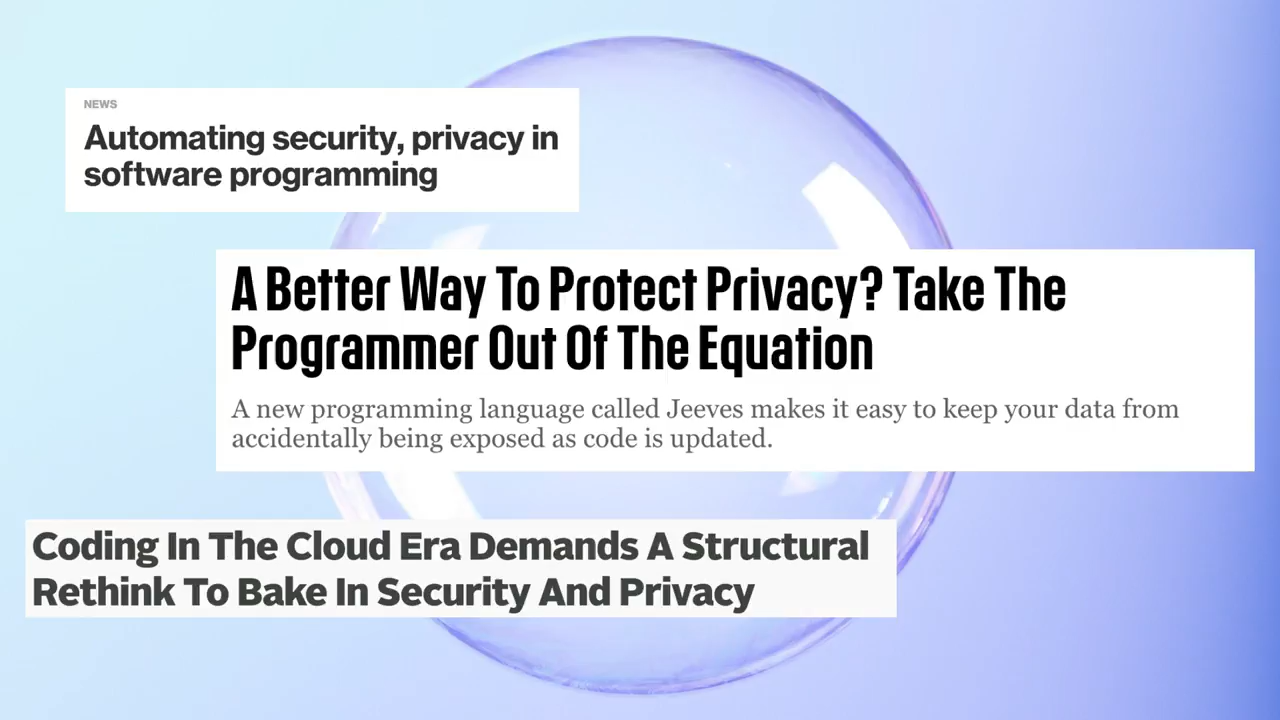 NEWS
Automating security, privacy in
software programming
A Better Way To Protect Privacy? Take The
Programmer Out Of The Equation
A new programming language called Jeeves makes it easy to keep your data from
accidentally being exposed as code is updated.
Coding In The Cloud Era Demands A Structural
Rethink To Bake In Security And Privacy